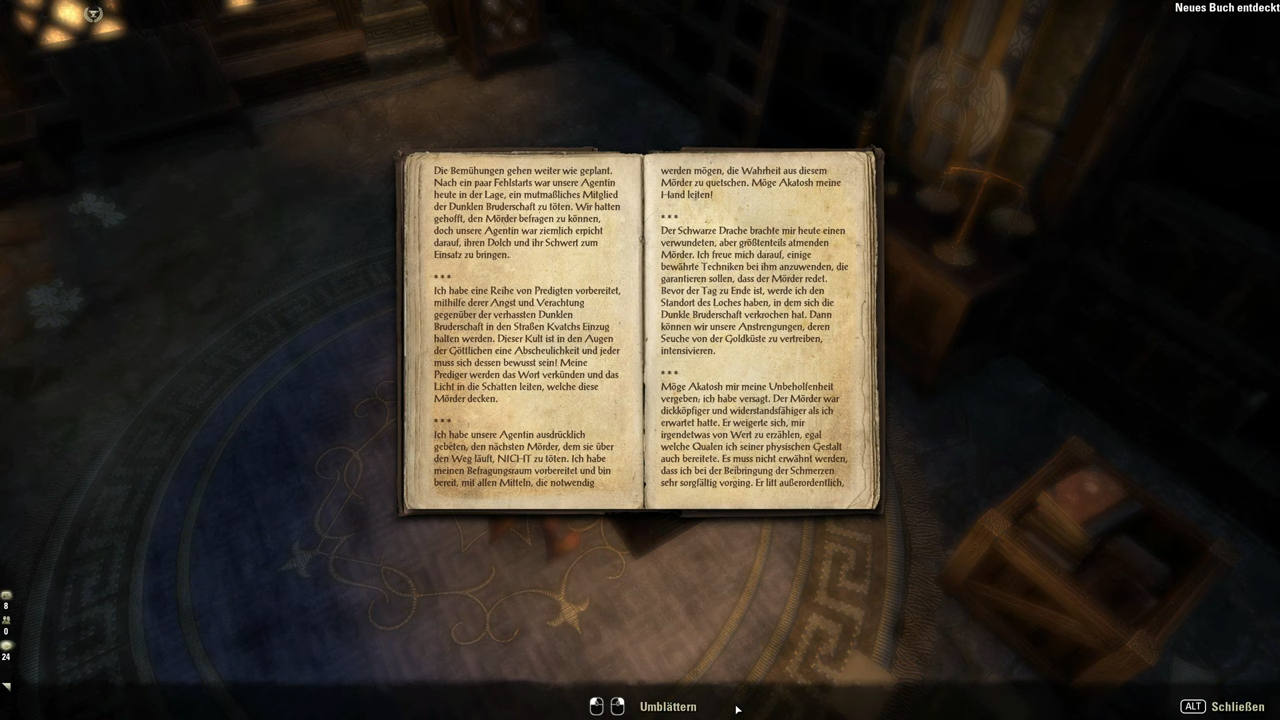 Neues Buch entdeckt
Die Bemühungen gehen weiter wie geplant.
Nach ein paar Fehlstarts war unsere Agentin
heute in der Lage, ein mutmaßliches Mitglied
der Dunklen Bruderschaft zu töten. Wir hatten
gehofft, den Mörder befragen zu können,
doch unsere Agentin war ziemlich erpicht
darauf, ihren Dolch und ihr Schwert zum
Einsatz zu bringen.
* * *
Ich habe eine Reihe von Predigten vorbereitet,
mithilfe derer Angst und Verachtung
gegenüber der verhassten Dunklen
Bruderschaft in den Straßen Kvatchs Einzug
halten werden. Dieser Kult ist in den Augen
der Göttlichen eine Abscheulichkeit und jeder
muss sich dessen bewusst sein! Meine
Prediger werden das Wort verkünden und das
Licht in die Schatten leiten, welche diese
Mörder decken.
* * *
Ich habe unsere Agentin ausdrücklich
gebeten, den nächsten Mörder, dem sie über
den Weg läuft, NICHT zu töten. Ich habe
meinen Befragungsraum vorbereitet und bin
bereit, mit allen Mitteln, die notwendig
werden mögen, die Wahrheit aus diesem
Mörder zu quetschen. Möge Akatosh meine
Hand leiten!
* * *
Der Schwarze Drache brachte mir heute einen
verwundeten, aber größtenteils atmenden
Mörder. Ich freue mich darauf, einige
bewährte Techniken bei ihm anzuwenden, die
garantieren sollen, dass der Mörder redet.
Bevor der Tag zu Ende ist, werde ich den
Standort des Loches haben, in dem sich die
Dunkle Bruderschaft verkrochen hat. Dann
können wir unsere Anstrengungen, deren
Seuche von der Goldküste zu vertreiben,
intensivieren.
* * *
Möge Akatosh mir meine Unbeholfenheit
vergeben; ich habe versagt. Der Mörder war
dickköpfiger und widerstandsfähiger als ich
erwartet hatte. Er weigerte sich, mir
irgendetwas von Wert zu erzählen, egal
welche Qualen ich seiner physischen Gestalt
auch bereitete. Es muss nicht erwähnt werden,
dass ich bei der Beibringung der Schmerzen
sehr sorgfältig vorging. Er litt außerordentlich,
8
0
24
Umblättern
ALT Schließen